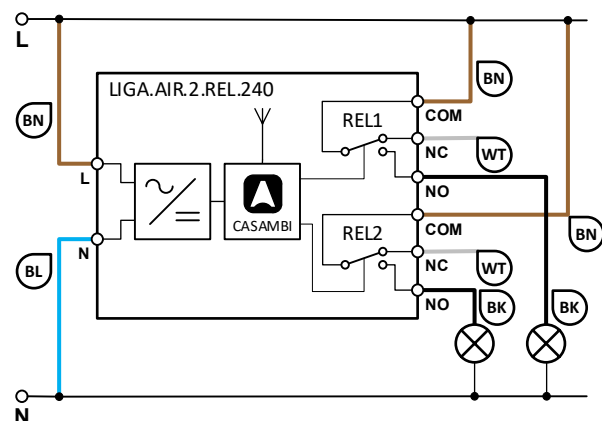 L
BN
LIGA.AIR.2.REL.240
BN
COM
REL1
NC
WT
L
NO
CASAMBI
COM
BN
REL2
N
NC
WT
BL
NO
BK
BK
N